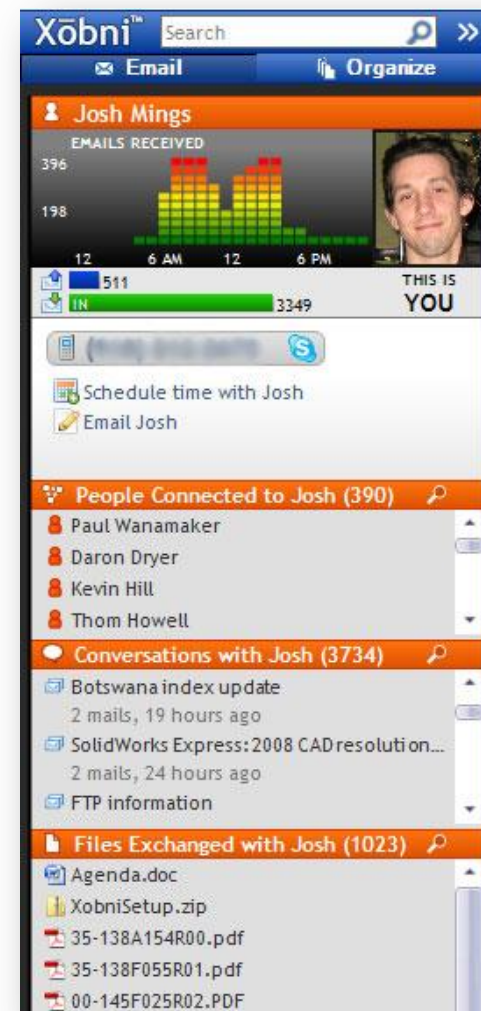 Xōbni™ Search »
Email Organize
Josh Mings
EMAILS RECEIVED
396
198
12 6 AM 12 6 PM
511
IN 3349
THIS IS
YOU
Schedule time with Josh
Email Josh
People Connected to Josh (390)
Paul Wanamaker
Daron Dryer
Kevin Hill
Thom Howell
Conversations with Josh (3734)
Botswana index update
2 mails, 19 hours ago
SolidWorks Express: 2008 CAD resolution...
2 mails, 24 hours ago
FTP information
Files Exchanged with Josh (1023)
Agenda.doc
XobniSetup.zip
35-138A154R00.pdf
35-138F055R01.pdf
00-145F025R02.PDF